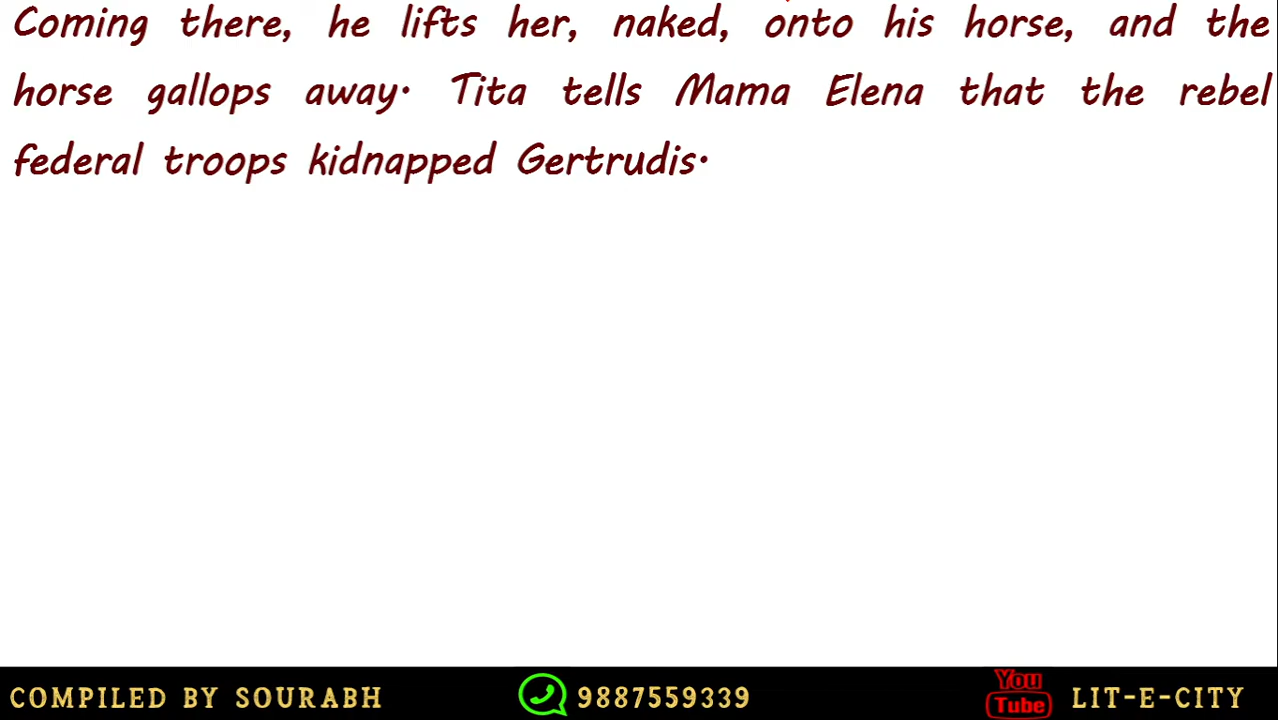 Coming there, he lifts her, naked, onto his horse, and the
horse gallops away. Tita tells Mama Elena that the rebel
federal troops kidnapped Gertrudis.
COMPILED BY SOURABH 9887559339 You Tube LIT-E-CITY